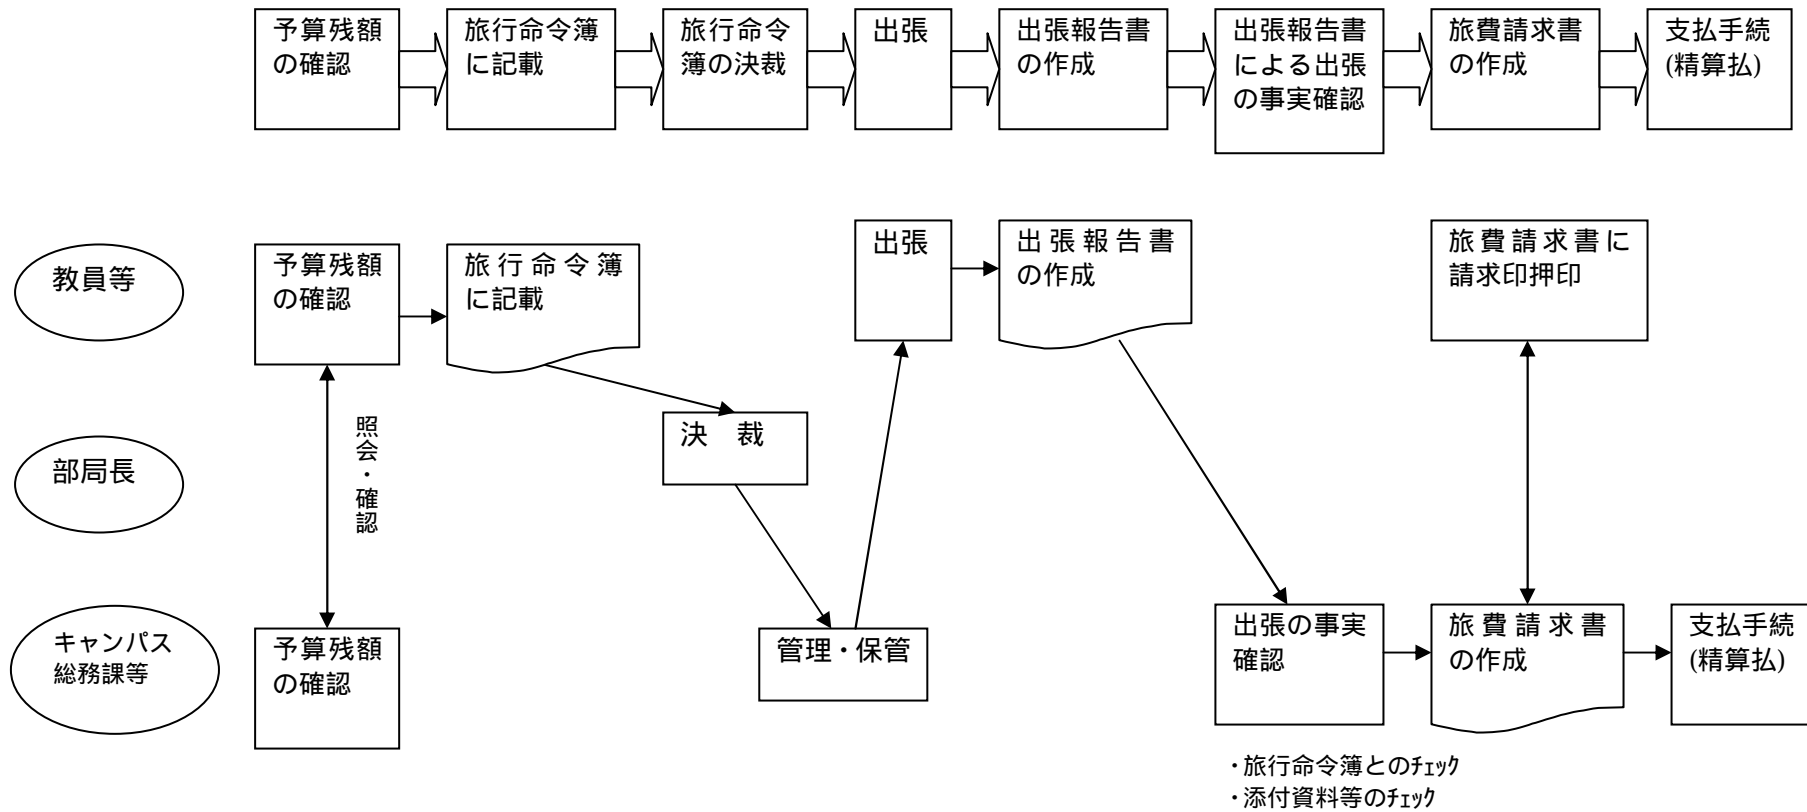 予算残額
の確認
旅行命令簿
に記載
旅行命令
簿の決裁
出張
出張報告書
の作成
出張報告書
による出張
の事実確認
旅費請求書
の作成
支払手続
(精算払)
教員等
予算残額
の確認
旅行命令簿
に記載
出張
出張報告書
の作成
旅費請求書に
請求印押印
照会・確認
部局長
決 裁
キャンパス
総務課等
予算残額
の確認
管理・保管
出張の事実
確認
旅費請求書
の作成
支払手続
(精算払)
・旅行命令簿とのﾁｪｯｸ
・添付資料等のﾁｪｯｸ